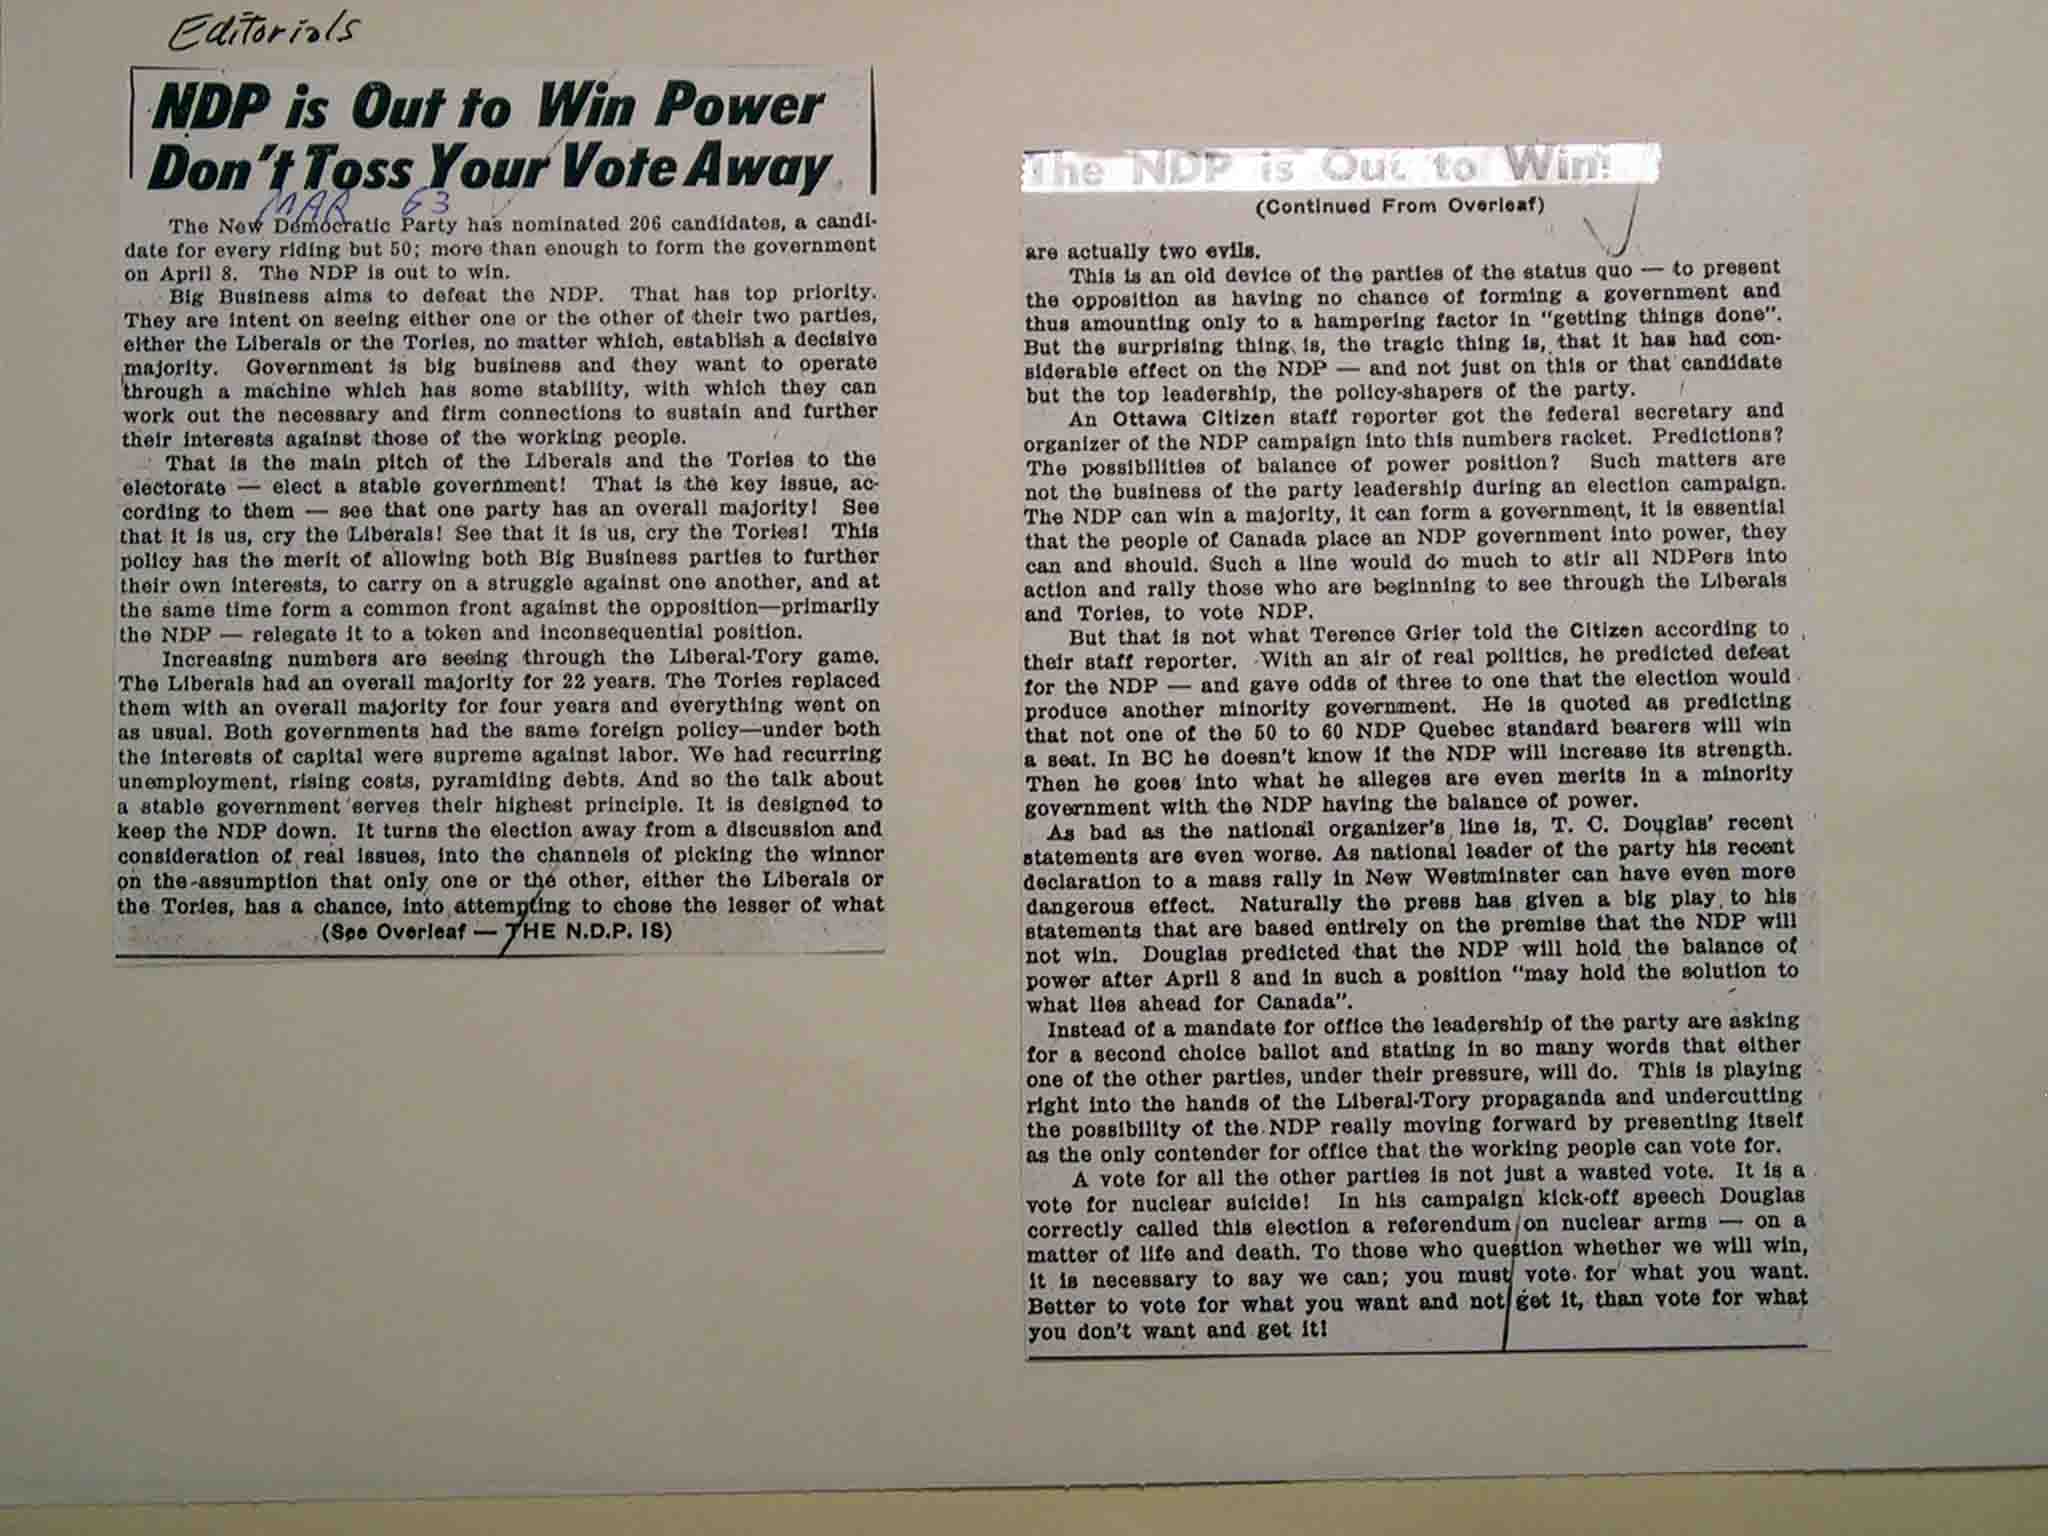 Editorials
NDP is Out to Win Power
Don't Toss Your Vote Away
MAR 63
The New Democratic Party has nominated 206 candidates, a candi-
date for every riding but 50; more than enough to form the government
on April 8. The NDP is out to win.
Big Business aims to defeat the NDP. That has top priority.
They are intent on seeing either one or the other of their two parties,
either the Liberals or the Tories, no matter which, establish a decisive
majority. Government is big business and they want to operate
through a machine which has some stability, with which they can
work out the necessary and firm connections to sustain and further
their interests against those of the working people.
That is the main pitch of the Liberals and the Tories to the
electorate — elect a stable government! That is the key issue, ac-
cording to them — see that one party has an overall majority! See
that it is us, cry the Liberals! See that it is us, cry the Tories! This
policy has the merit of allowing both Big Business parties to further
their own interests, to carry on a struggle against one another, and at
the same time form a common front against the opposition—primarily
the NDP — relegate it to a token and inconsequential position.
Increasing numbers are seeing through the Liberal-Tory game.
The Liberals had an overall majority for 22 years. The Tories replaced
them with an overall majority for four years and everything went on
as usual. Both governments had the same foreign policy—under both
the interests of capital were supreme against labor. We had recurring
unemployment, rising costs, pyramiding debts. And so the talk about
a stable government serves their highest principle. It is designed to
keep the NDP down. It turns the election away from a discussion and
consideration of real issues, into the channels of picking the winner
on the assumption that only one or the other, either the Liberals or
the Tories, has a chance, into attempting to chose the lesser of what
(See Overleaf — THE N.D.P. IS)
The NDP is Out to Win!
(Continued From Overleaf)
are actually two evils.
This is an old device of the parties of the status quo — to present
the opposition as having no chance of forming a government and
thus amounting only to a hampering factor in "getting things done".
But the surprising thing is, the tragic thing is, that it has had con-
siderable effect on the NDP — and not just on this or that candidate
but the top leadership, the policy-shapers of the party.
An Ottawa Citizen staff reporter got the federal secretary and
organizer of the NDP campaign into this numbers racket. Predictions?
The possibilities of balance of power position? Such matters are
not the business of the party leadership during an election campaign.
The NDP can win a majority, it can form a government, it is essential
that the people of Canada place an NDP government into power, they
can and should. Such a line would do much to stir all NDPers into
action and rally those who are beginning to see through the Liberals
and Tories, to vote NDP.
But that is not what Terence Grier told the Citizen according to
their staff reporter. With an air of real politics, he predicted defeat
for the NDP — and gave odds of three to one that the election would
produce another minority government. He is quoted as predicting
that not one of the 50 to 60 NDP Quebec standard bearers will win
a seat. In BC he doesn't know if the NDP will increase its strength.
Then he goes into what he alleges are even merits in a minority
government with the NDP having the balance of power.
As bad as the national organizer's line is, T. C. Douglas' recent
statements are even worse. As national leader of the party his recent
declaration to a mass rally in New Westminster can have even more
dangerous effect. Naturally the press has given a big play to his
statements that are based entirely on the premise that the NDP will
not win. Douglas predicted that the NDP will hold the balance of
power after April 8 and in such a position "may hold the solution to
what lies ahead for Canada".
Instead of a mandate for office the leadership of the party are asking
for a second choice ballot and stating in so many words that either
one of the other parties, under their pressure, will do. This is playing
right into the hands of the Liberal-Tory propaganda and undercutting
the possibility of the NDP really moving forward by presenting itself
as the only contender for office that the working people can vote for.
A vote for all the other parties is not just a wasted vote. It is a
vote for nuclear suicide! In his campaign kick-off speech Douglas
correctly called this election a referendum on nuclear arms — on a
matter of life and death. To those who question whether we will win,
it is necessary to say we can; you must vote for what you want.
Better to vote for what you want and not get it, than vote for what
you don't want and get it!